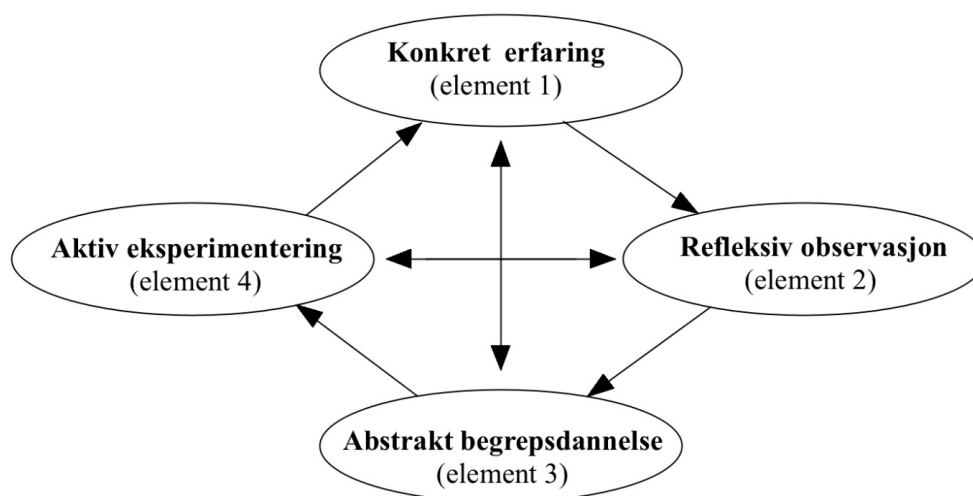 Konkret erfaring
(element 1)
Aktiv eksperimentering
(element 4)
Refleksiv observasjon
(element 2)
Abstrakt begrepsdannelse
(element 3)